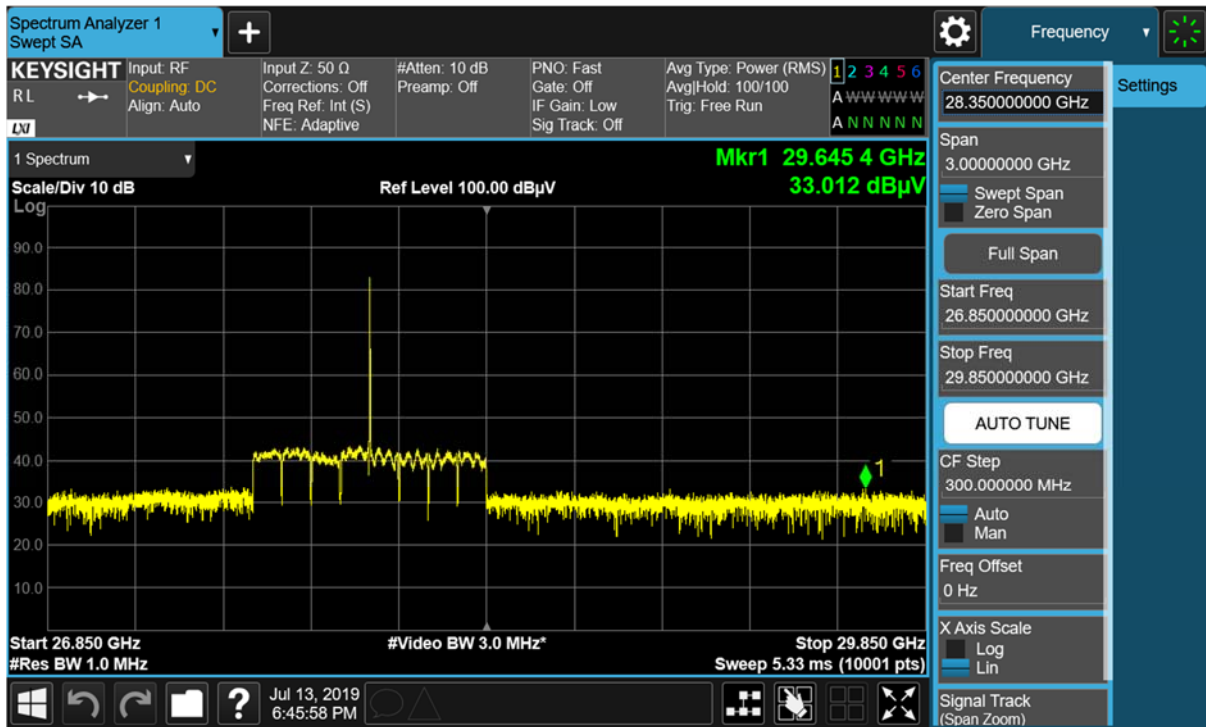 Spectrum Analyzer 1
Swept SA
Frequency
KEYSIGHT
RL
LXI
Input: RF
Coupling: DC
Align: Auto
Input Z: 50 Ω
Corrections: Off
Freq Ref: Int (S)
NFE: Adaptive
#Atten: 10 dB
Preamp: Off
PNO: Fast
Gate: Off
IF Gain: Low
Sig Track: Off
Avg Type: Power (RMS)
Avg|Hold: 100/100
Trig: Free Run
1 2 3 4 5 6
A W W W W W
A N N N N N
1 Spectrum
Mkr1 29.645 4 GHz
33.012 dBµV
Scale/Div 10 dB
Ref Level 100.00 dBµV
Log
90.0
80.0
70.0
60.0
50.0
40.0
30.0
20.0
10.0
1
Start 26.850 GHz
#Video BW 3.0 MHz*
Stop 29.850 GHz
#Res BW 1.0 MHz
Sweep 5.33 ms (10001 pts)
Jul 13, 2019
6:45:58 PM
Center Frequency
28.350000000 GHz
Span
3.00000000 GHz
Swept Span
Zero Span
Full Span
Start Freq
26.850000000 GHz
Stop Freq
29.850000000 GHz
AUTO TUNE
CF Step
300.000000 MHz
Auto
Man
Freq Offset
0 Hz
X Axis Scale
Log
Lin
Signal Track
(Span Zoom)
Settings